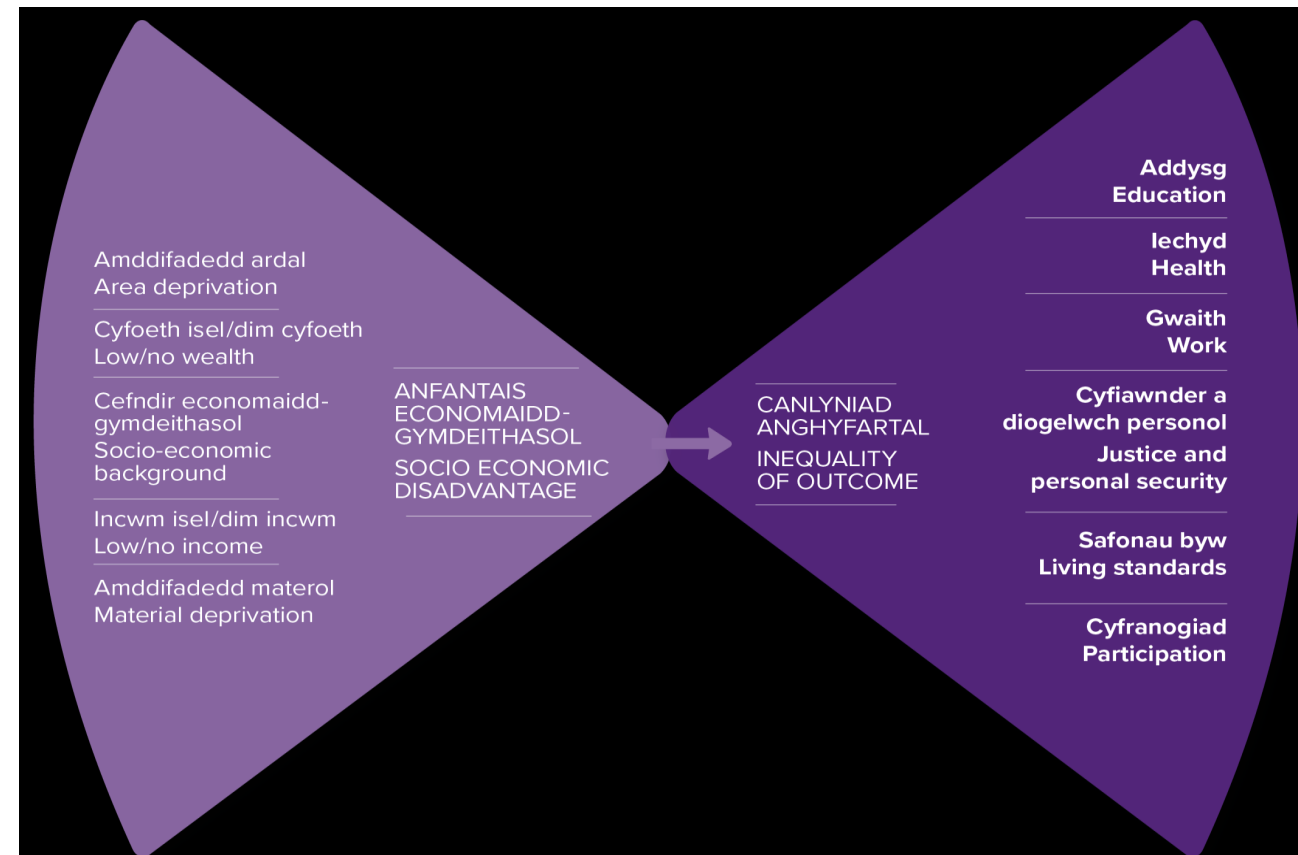 Amddifadedd ardal
Area deprivation
Cyfoeth isel/dim cyfoeth
Low/no wealth
Cefndir economaidd-
gymdeithasol
Socio-economic
background
Incwm isel/dim incwm
Low/no income
Amddifadedd materol
Material deprivation
ANFANTAIS
ECONOMAIDD-
GYMDEITHASOL
SOCIO ECONOMIC
DISADVANTAGE
CANLYNIAD
ANGHYFARTAL
INEQUALITY
OF OUTCOME
Addysg
Education
Iechyd
Health
Gwaith
Work
Cyfiawnder a
diogelwch personol
Justice and
personal security
Safonau byw
Living standards
Cyfranogiad
Participation